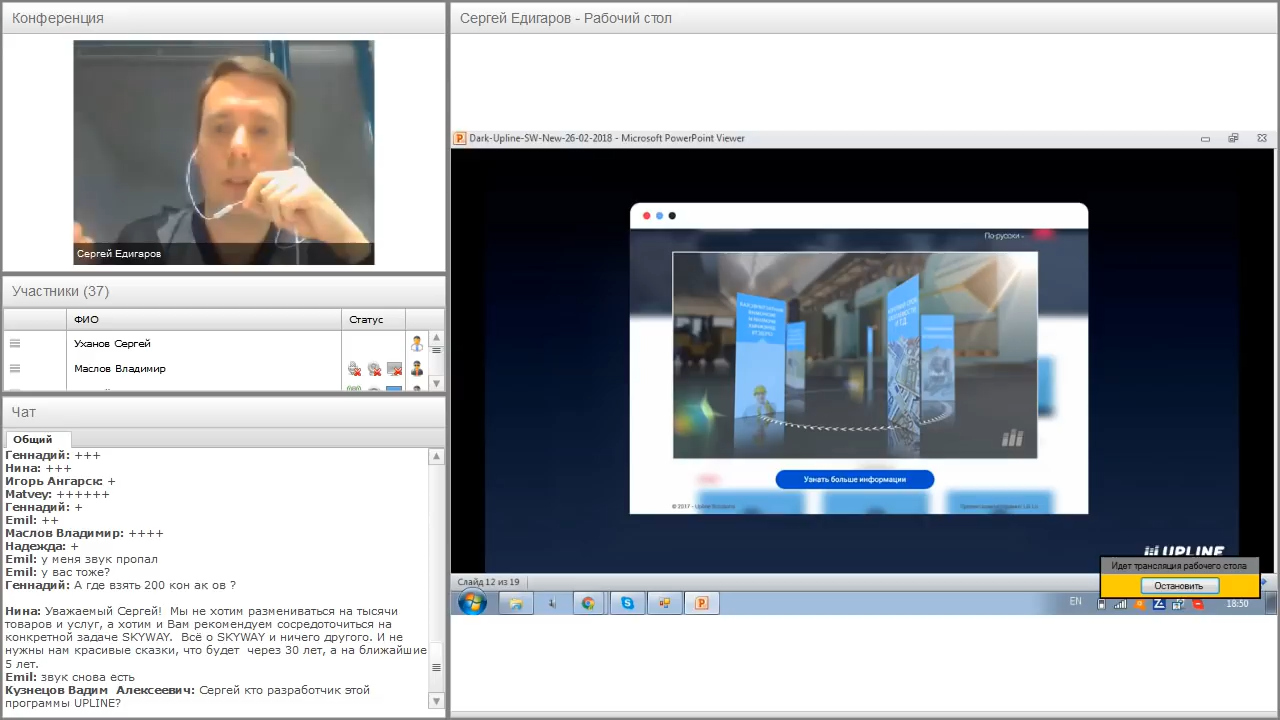 Конференция
Сергей Едигаров
Участники (37)
ФИО
Статус
Уханов Сергей
Маслов Владимир
Чат
Общий
Геннадий: +++
Нина: +++
Игорь Ангарск: +
Matvey: ++++++
Геннадий: +
Emil: ++
Маслов Владимир: ++++
Надежда: +
Emil: у меня звук пропал
Emil: у вас тоже?
Геннадий: А где взять 200 кон ак ов ?
Нина: Уважаемый Сергей! Мы не хотим размениваться на тысячи
товаров и услуг, а хотим и Вам рекомендуем сосредоточиться на
конкретной задаче SKYWAY. Всё о SKYWAY и ничего другого. И не
нужны нам красивые сказки, что будет через 30 лет, а на ближайшие
5 лет.
Emil: звук снова есть
Кузнецов Вадим Алексеевич: Сергей кто разработчик этой
программы UPLINE?
Сергей Едигаров - Рабочий стол
Dark-Upline-SW-New-26-02-2018 - Microsoft PowerPoint Viewer
По-русски
Узнать больше информации
© 2017 - Upline
UPLINE
Слайд 12 из 19
Идет трансляция рабочего стола
Остановить
EN
18:50